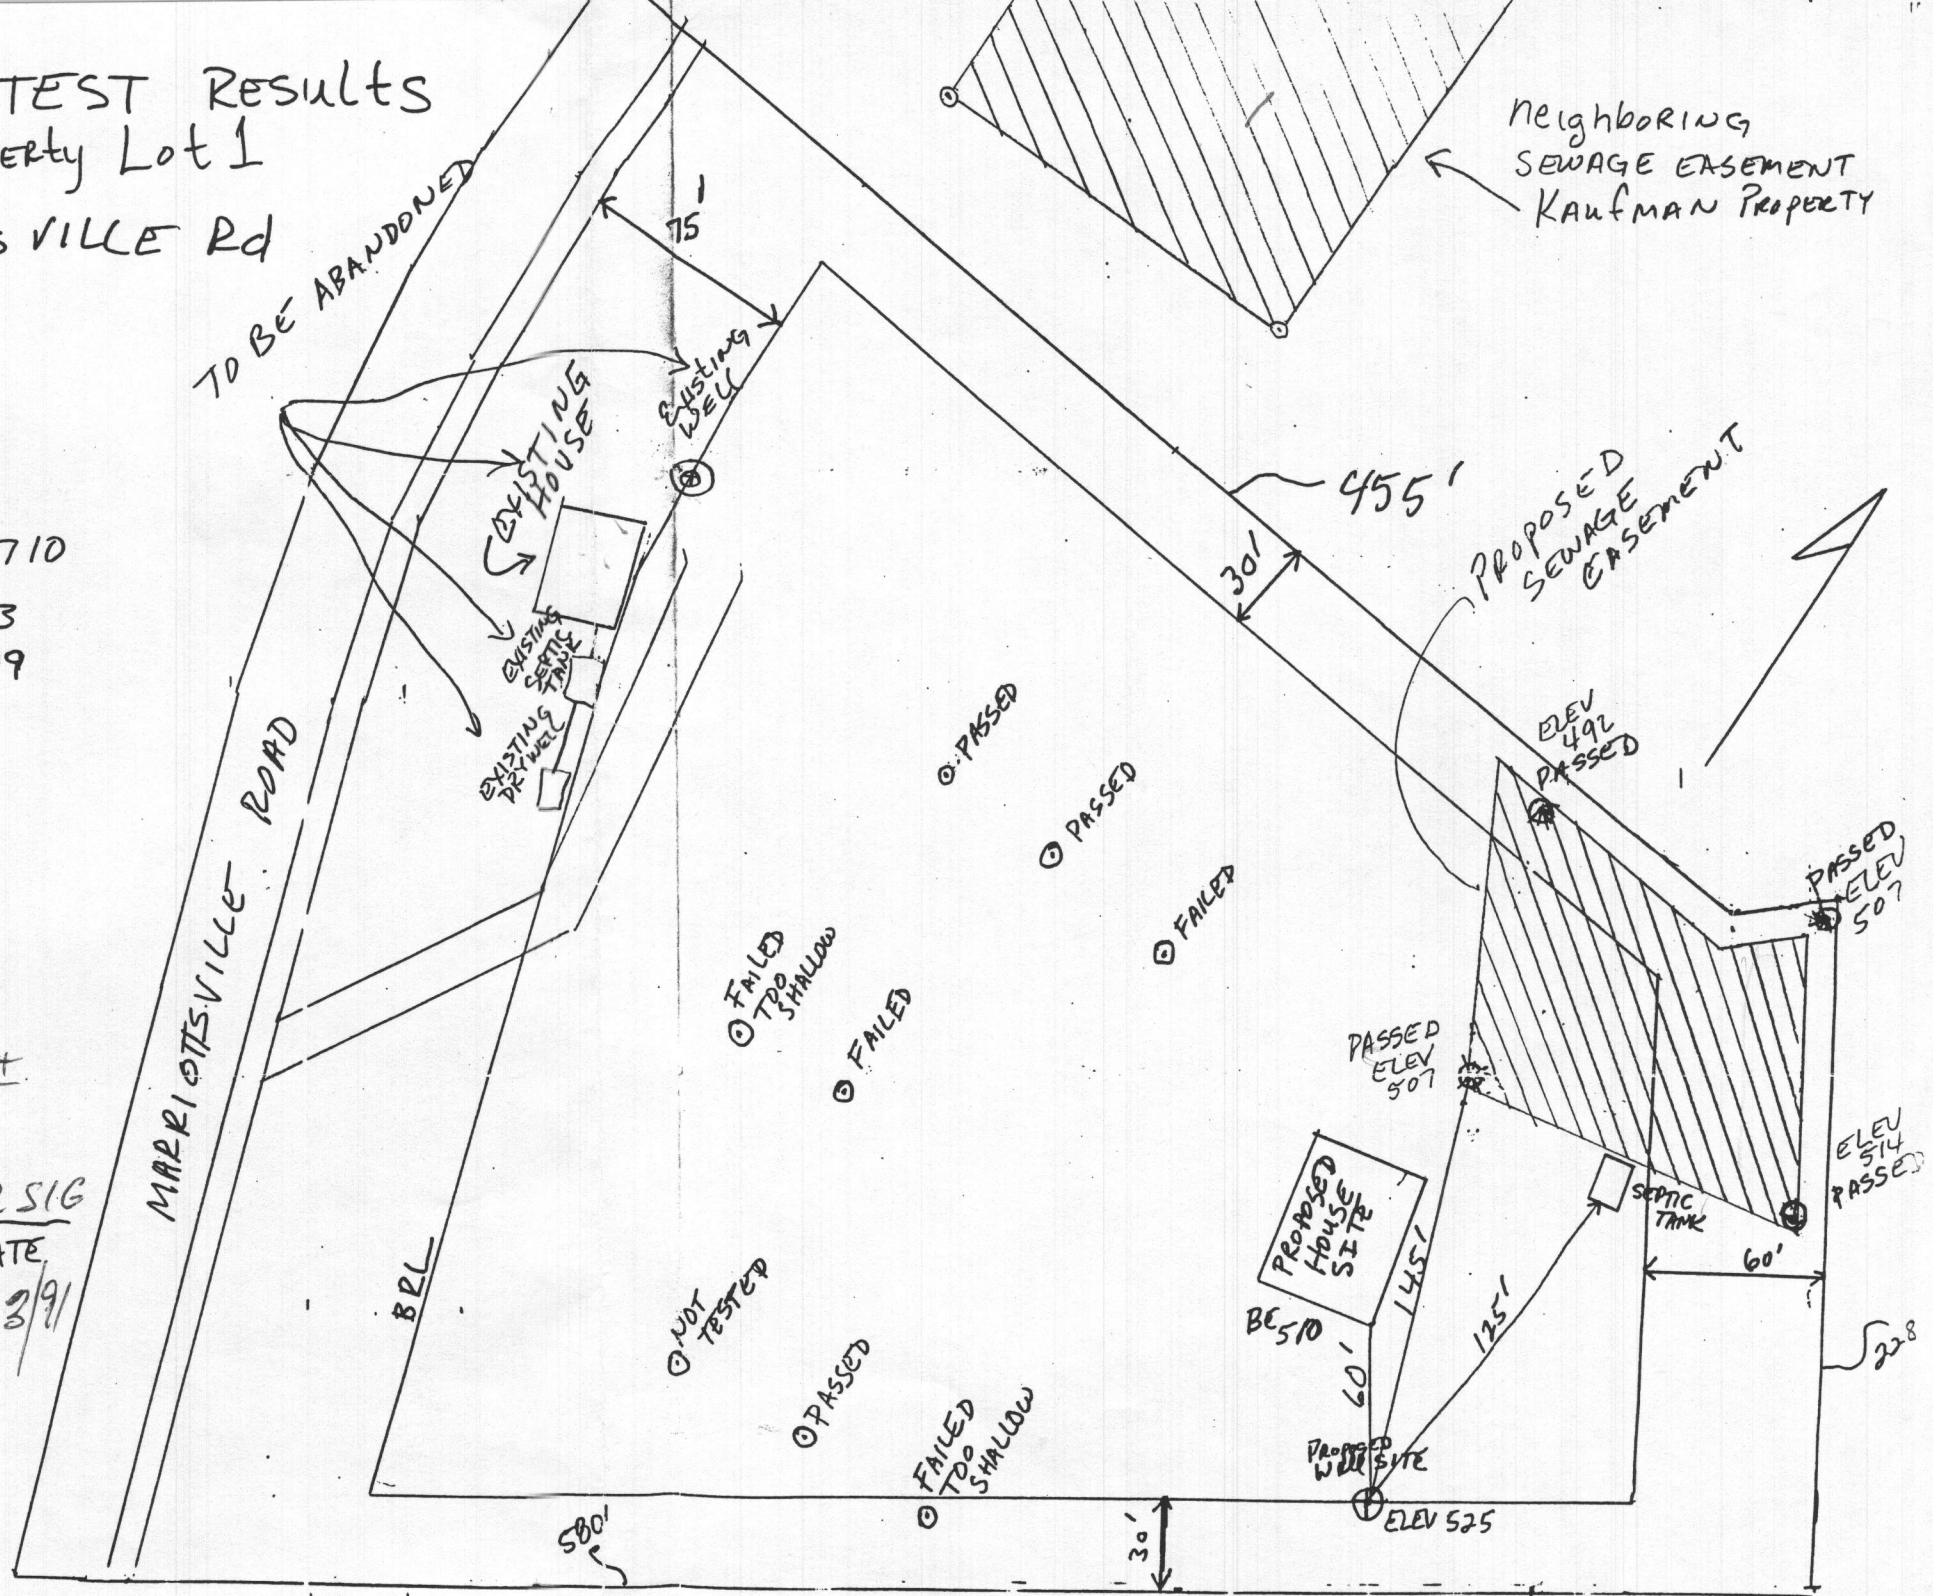 TEST RESults
ERty Lot 1
S VILLE Rd
neighboRING
SEWAGE EASEMENT
KAufMAN PROPERTY
TO BE ABANDONED
75'
EXISTING
WELL
EXISTING
HOUSE
455'
30'
PROPOSED
SEWAGE
EASEMENT
710
3
9
EXISTING
SEPTIC
TANK
EXISTING
DRYWELL
PASSED
PASSED
FAILED
ELEV
492
PASSED
PASSED
ELEV
507
MARRIOTTSVILLE ROAD
FAILED
TOO
SHALLOW
FAILED
PASSED
ELEV
507
ELEV
514
PASSED
SEPTIC
TANK
PROPOSED
HOUSE
SITE
145'
125'
60'
BE 510
60'
228
SIG
ATE
3/91
BRL
NOT
TESTED
PASSED
FAILED
TOO
SHALLOW
PROPOSED
WELL SITE
ELEV 525
580'
30'